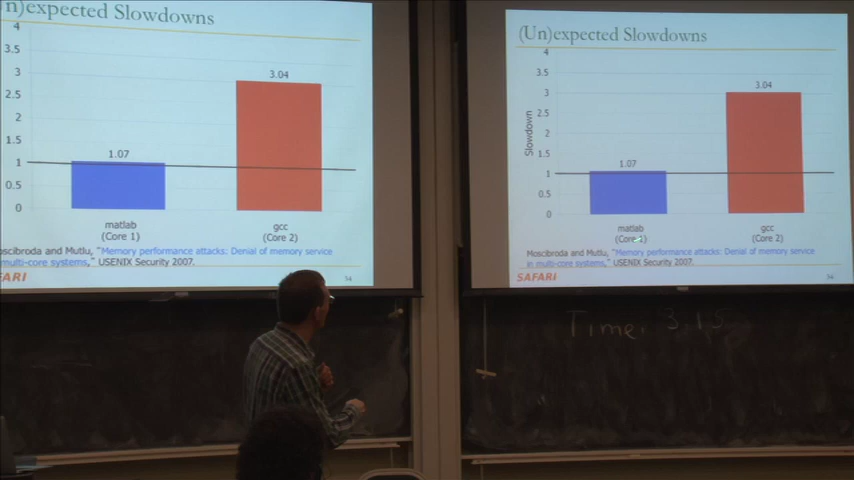 n)expected Slowdowns
4
3.5
3
2.5
2
1.5
1
0.5
0
3.04
1.07
matlab
(Core 1)
gcc
(Core 2)
oscibroda and Mutlu, "Memory performance attacks: Denial of memory service
multi-core systems," USENIX Security 2007.
FARI
34
(Un)expected Slowdowns
Slowdown
4
3.5
3
2.5
2
1.5
1
0.5
0
3.04
1.07
matlab
(Core 1)
gcc
(Core 2)
Moscibroda and Mutlu, "Memory performance attacks: Denial of memory service
in multi-core systems," USENIX Security 2007.
SAFARI
34
Time: 3:15